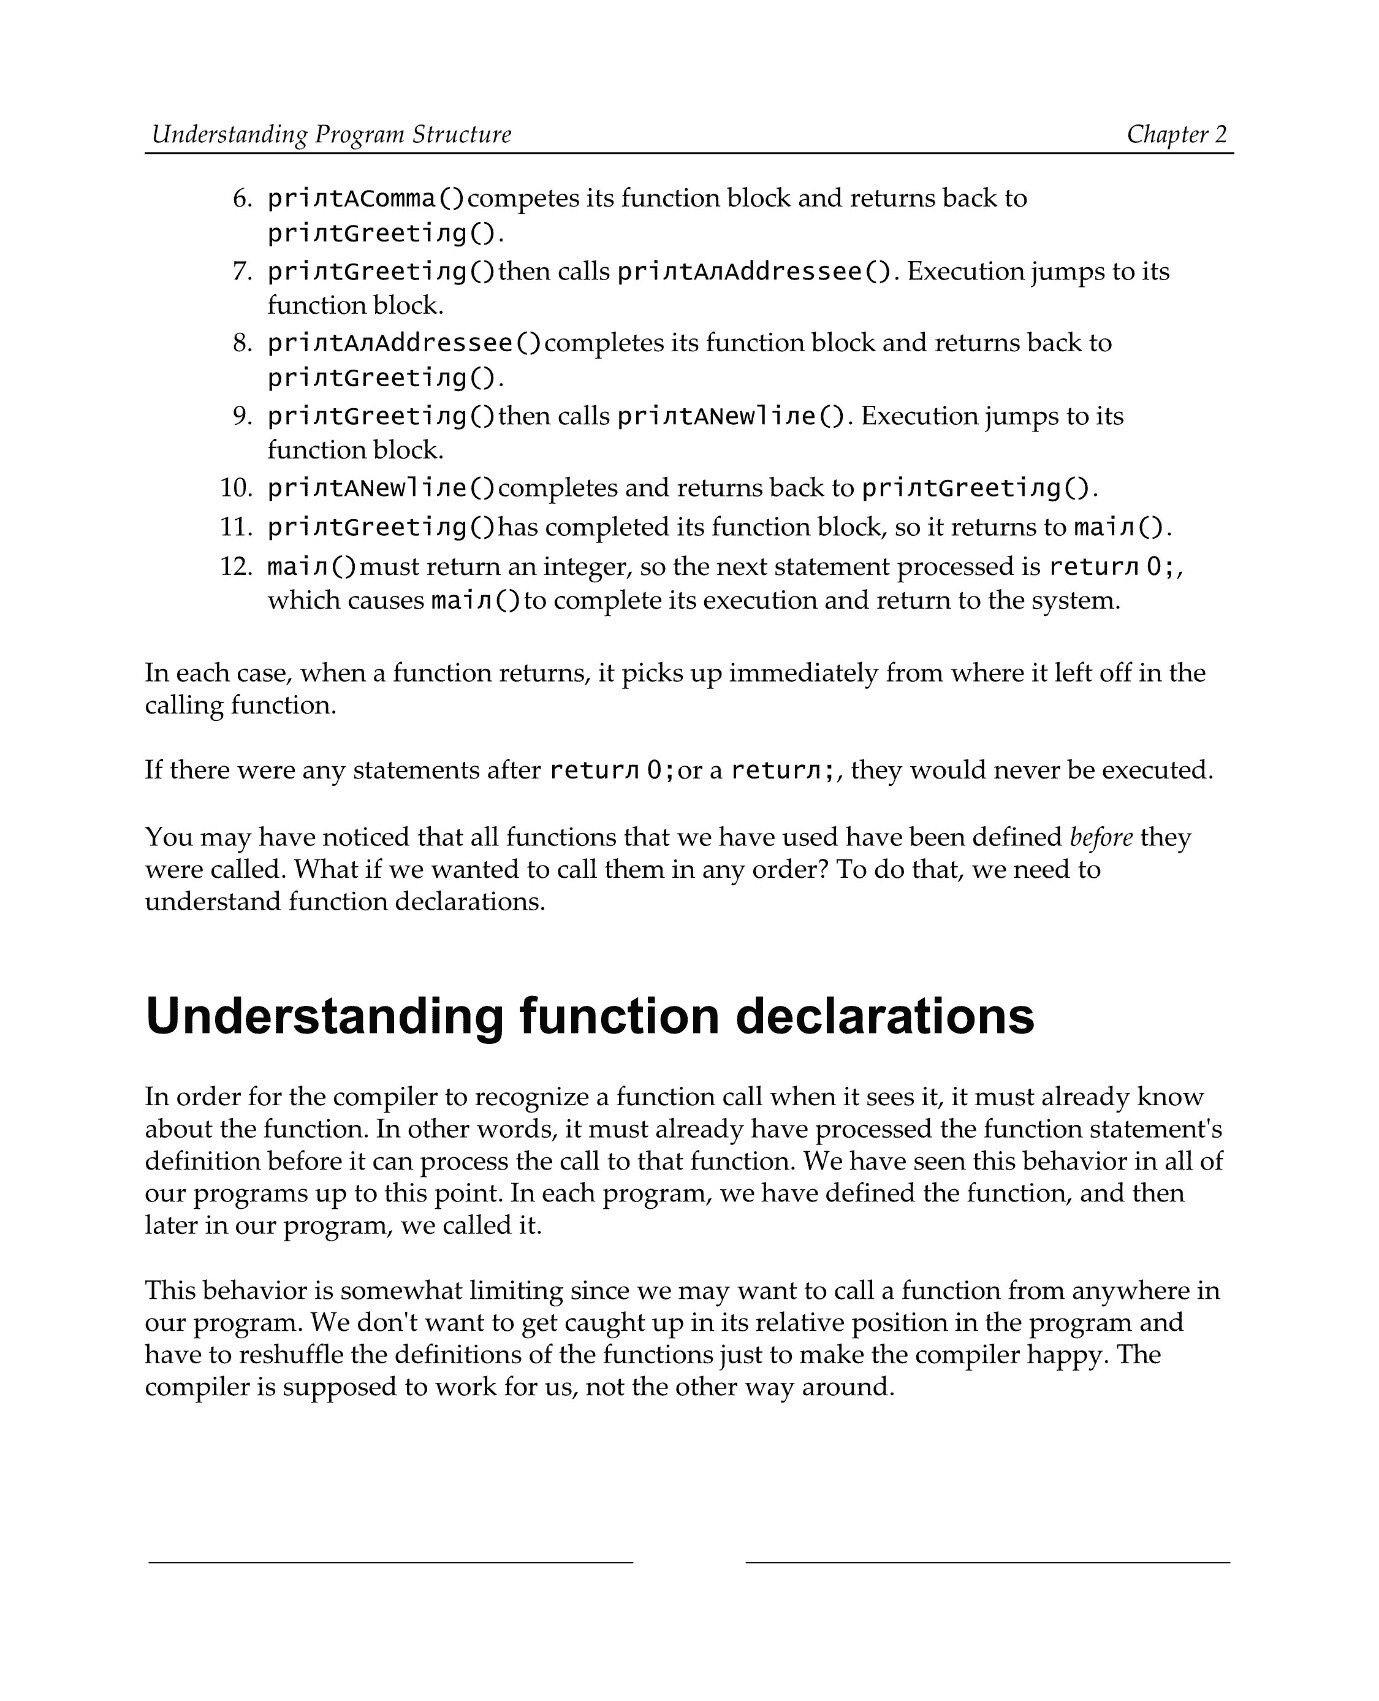 Understanding Program Structure Chapter 2
6. priлtAComma()competes its function block and returns back to
priлtGreetiлg().
7. priлtGreetiлg()then calls priлtAлAddressee(). Execution jumps to its
function block.
8. priлtAлAddressee()completes its function block and returns back to
priлtGreetiлg().
9. priлtGreetiлg()then calls priлtANewliлe(). Execution jumps to its
function block.
10. priлtANewliлe()completes and returns back to priлtGreetiлg().
11. priлtGreetiлg()has completed its function block, so it returns to maiл().
12. maiл()must return an integer, so the next statement processed is returл 0;,
which causes maiл()to complete its execution and return to the system.
In each case, when a function returns, it picks up immediately from where it left off in the
calling function.
If there were any statements after returл 0;or a returл;, they would never be executed.
You may have noticed that all functions that we have used have been defined before they
were called. What if we wanted to call them in any order? To do that, we need to
understand function declarations.
Understanding function declarations
In order for the compiler to recognize a function call when it sees it, it must already know
about the function. In other words, it must already have processed the function statement's
definition before it can process the call to that function. We have seen this behavior in all of
our programs up to this point. In each program, we have defined the function, and then
later in our program, we called it.
This behavior is somewhat limiting since we may want to call a function from anywhere in
our program. We don't want to get caught up in its relative position in the program and
have to reshuffle the definitions of the functions just to make the compiler happy. The
compiler is supposed to work for us, not the other way around.